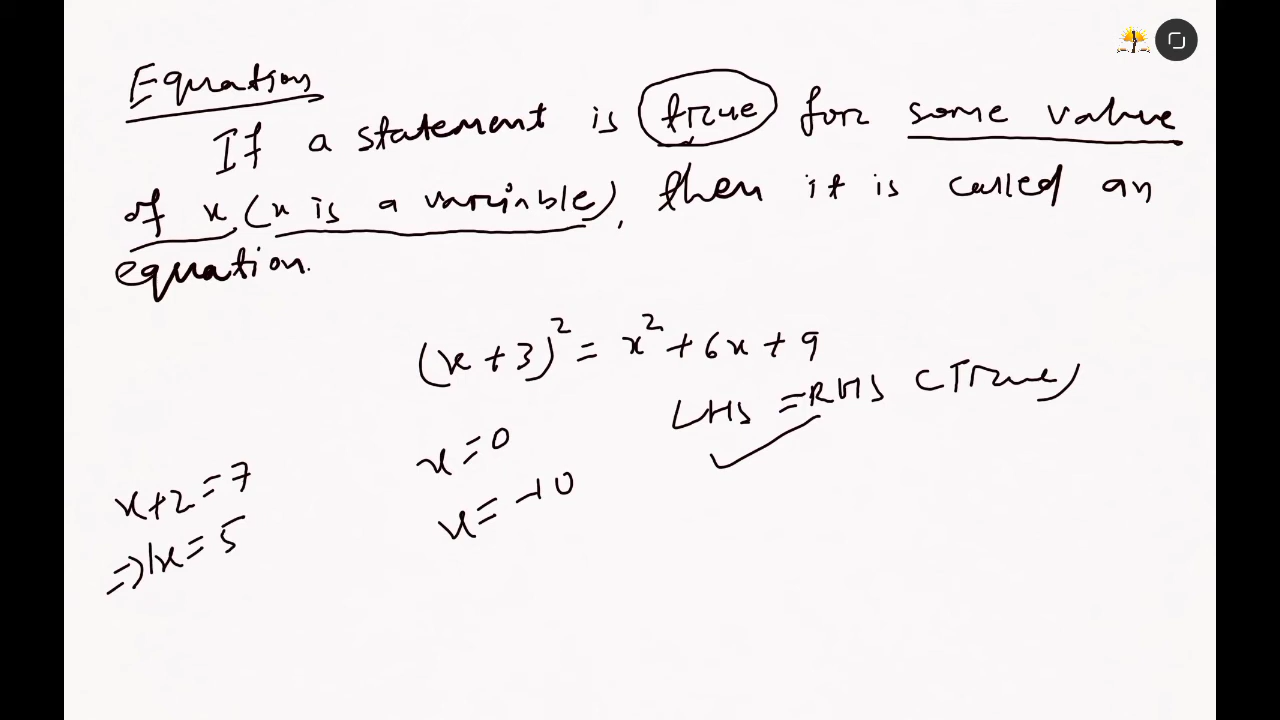 Equation
If a statement is true for some value
of x (x is a variable), then it is called an
equation.
(x+3)² = x² + 6x + 9
LHS = RHS (True)
x = 0
x = -10
x+2 = 7
=> x = 5